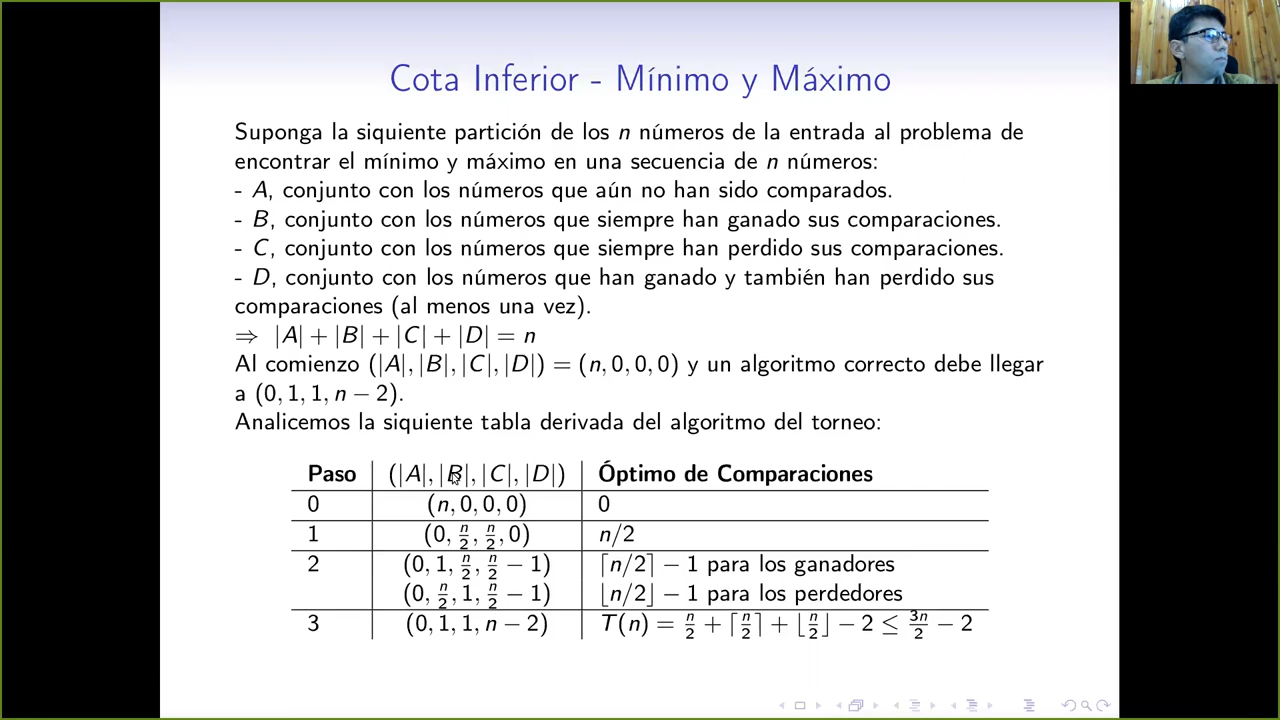 Cota Inferior - Mínimo y Máximo
Suponga la siquiente partición de los n números de la entrada al problema de
encontrar el mínimo y máximo en una secuencia de n números:
- A, conjunto con los números que aún no han sido comparados.
- B, conjunto con los números que siempre han ganado sus comparaciones.
- C, conjunto con los números que siempre han perdido sus comparaciones.
- D, conjunto con los números que han ganado y también han perdido sus
comparaciones (al menos una vez).
⇒ |A| + |B| + |C| + |D| = n
Al comienzo (|A|, |B|, |C|, |D|) = (n, 0, 0, 0) y un algoritmo correcto debe llegar
a (0, 1, 1, n − 2).
Analicemos la siquiente tabla derivada del algoritmo del torneo:
Paso (|A|, |B|, |C|, |D|) Óptimo de Comparaciones
0 (n, 0, 0, 0) 0
1 (0, n/2, n/2, 0) n/2
2 (0, 1, n/2, n/2 − 1) ⌈n/2⌉ − 1 para los ganadores
(0, n/2, 1, n/2 − 1) ⌊n/2⌋ − 1 para los perdedores
3 (0, 1, 1, n − 2) T(n) = n/2 + ⌈n/2⌉ + ⌊n/2⌋ − 2 ≤ 3n/2 − 2